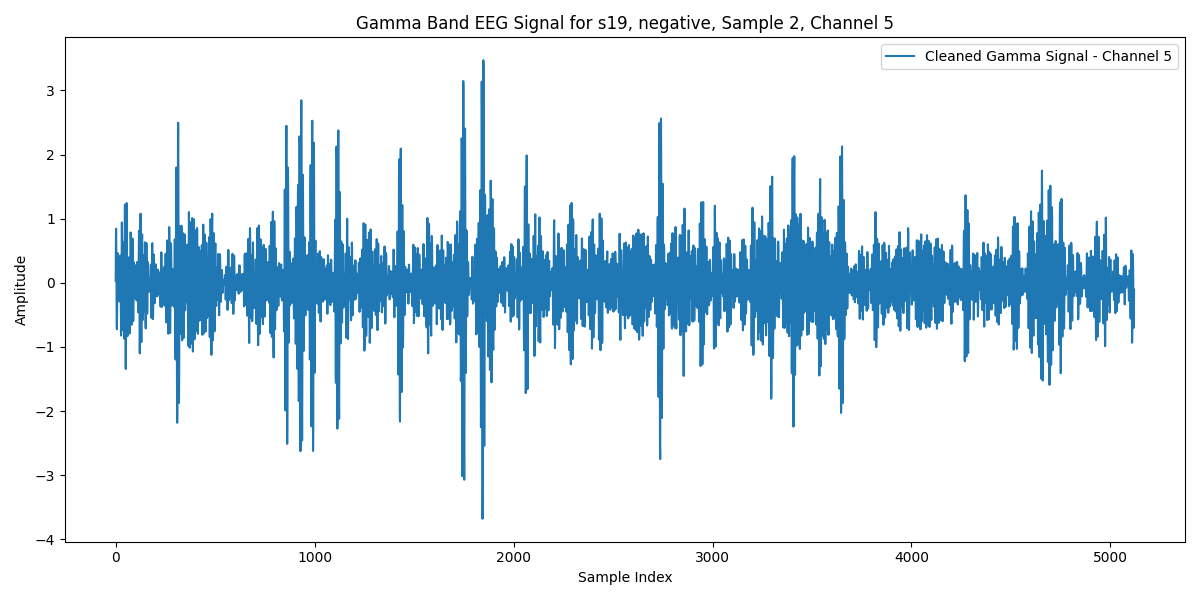 Gamma Band EEG Signal for s19, negative, Sample 2, Channel 5
Cleaned Gamma Signal - Channel 5
3
2
1
0
−1
−2
−3
−4
Amplitude
0 1000 2000 3000 4000 5000
Sample Index